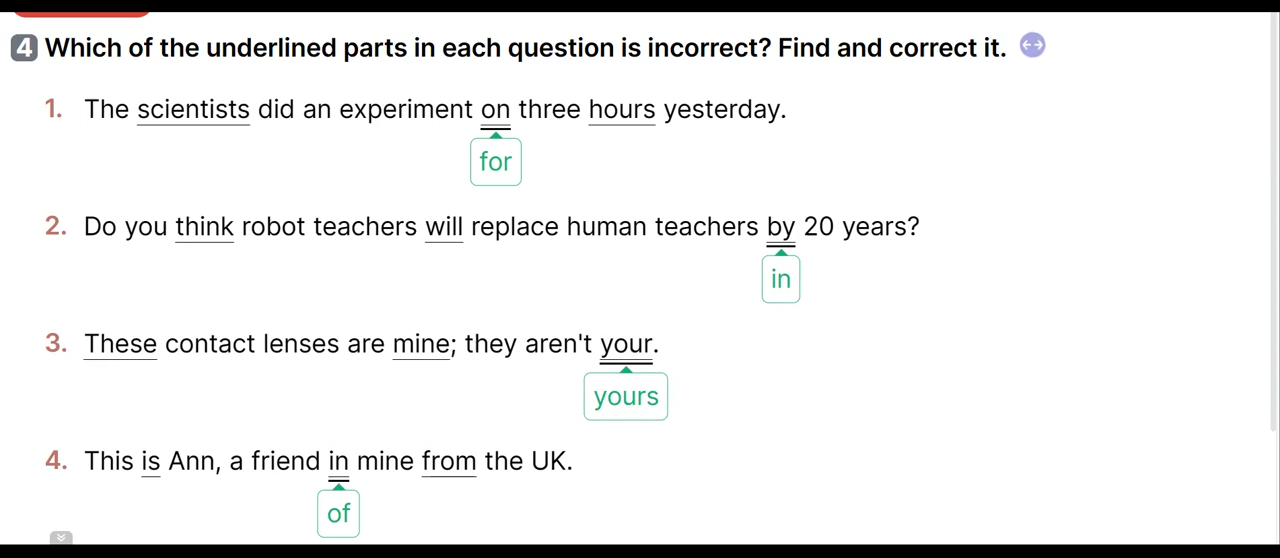 4 Which of the underlined parts in each question is incorrect? Find and correct it.
1. The scientists did an experiment on three hours yesterday.
for
2. Do you think robot teachers will replace human teachers by 20 years?
in
3. These contact lenses are mine; they aren't your.
yours
4. This is Ann, a friend in mine from the UK.
of